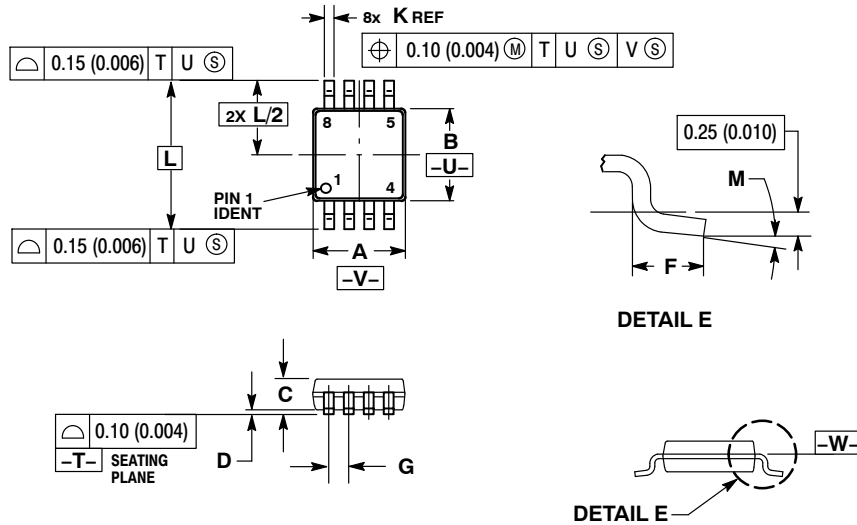 8x K REF
⌖ 0.10 (0.004) Ⓜ T U Ⓢ V Ⓢ
⌓ 0.15 (0.006) T U Ⓢ
2X L/2
L
8 5
B
-U-
1
4
PIN 1
IDENT
⌓ 0.15 (0.006) T U Ⓢ
A
-V-
0.25 (0.010)
M
F
DETAIL E
C
⌓ 0.10 (0.004)
-T- SEATING
PLANE
D
G
-W-
DETAIL E